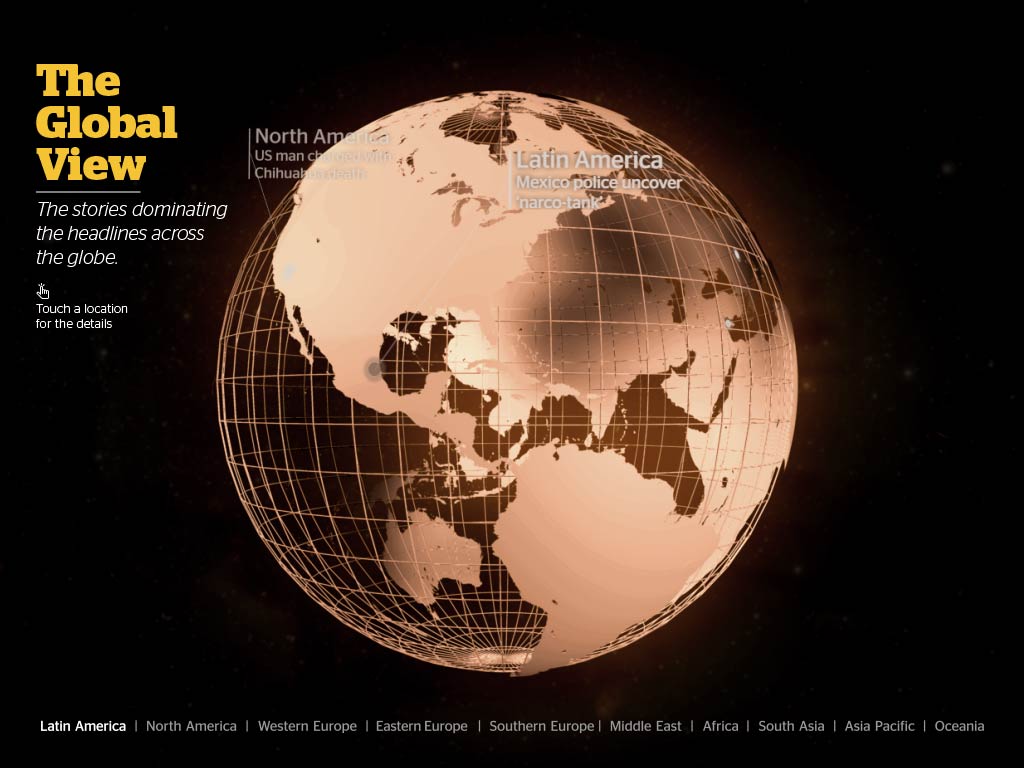 The
Global
View
The stories dominating
the headlines across
the globe.
Touch a location
for the details
North America
US man charged with
Chihuahua death
Latin America
Mexico police uncover
'narco-tank'
Latin America | North America | Western Europe | Eastern Europe | Southern Europe | Middle East | Africa | South Asia | Asia Pacific | Oceania